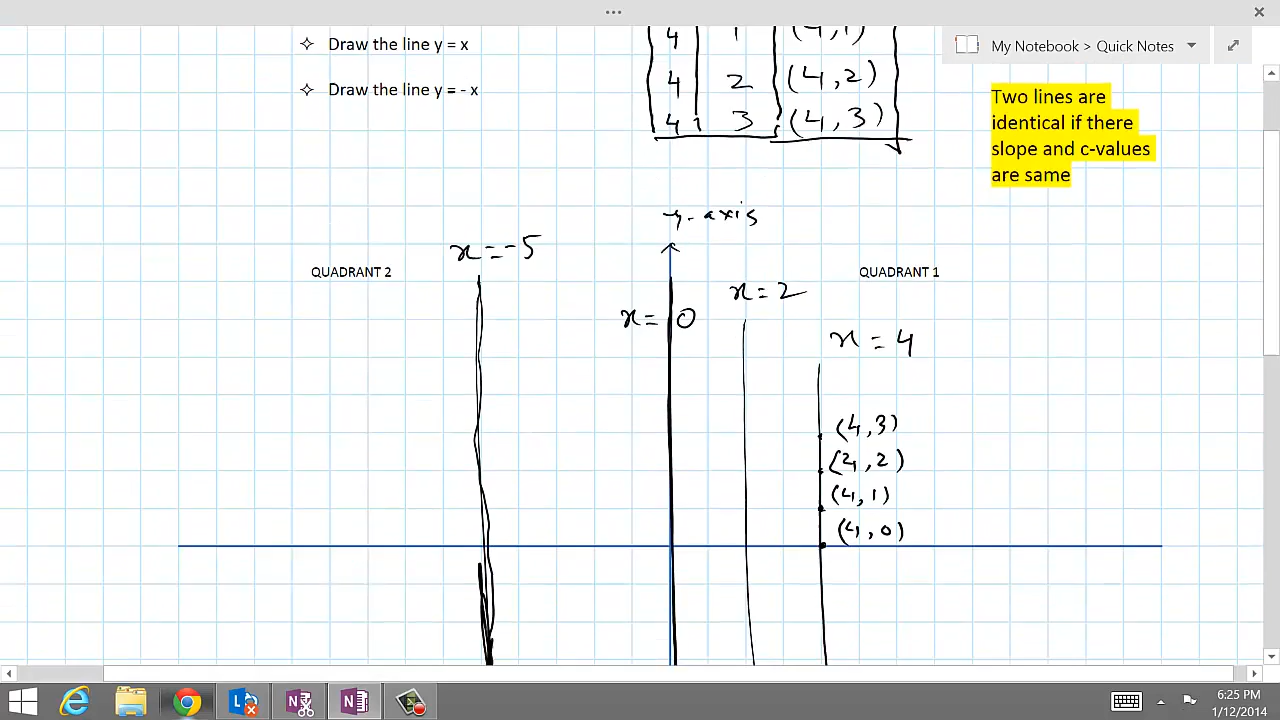 ✧ Draw the line y = x
✧ Draw the line y = - x
4 1 (4,1)
4 2 (4,2)
4 3 (4,3)
My Notebook > Quick Notes
Two lines are
identical if there
slope and c-values
are same
y-axis
x=-5
QUADRANT 2
QUADRANT 1
x=2
x=0
x=4
(4,3)
(4,2)
(4,1)
(4,0)
6:25 PM
1/12/2014